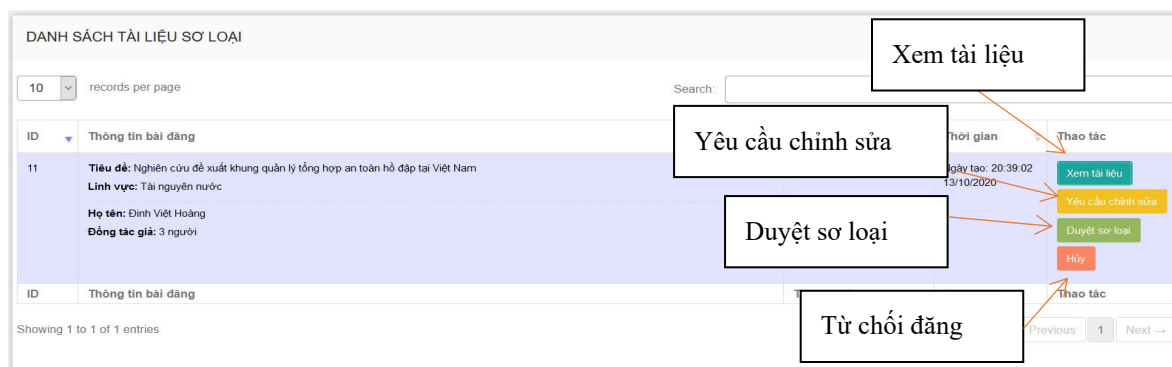 DANH SÁCH TÀI LIỆU SƠ LOẠI
Xem tài liệu
10 records per page
Search:
Yêu cầu chỉnh sửa
ID Thông tin bài đăng Thời gian Thao tác
11 Tiêu đề: Nghiên cứu đề xuất khung quản lý tổng hợp an toàn hồ đập tại Việt Nam
Ngày tạo: 20:39:02
13/10/2020
Xem tài liệu
Lĩnh vực: Tài nguyên nước
Yêu cầu chỉnh sửa
Họ tên: Đinh Việt Hoàng
Đồng tác giả: 3 người
Duyệt sơ loại
Duyệt sơ loại
Hủy
ID Thông tin bài đăng Thao tác
Từ chối đăng
Showing 1 to 1 of 1 entries
Previous 1 Next →